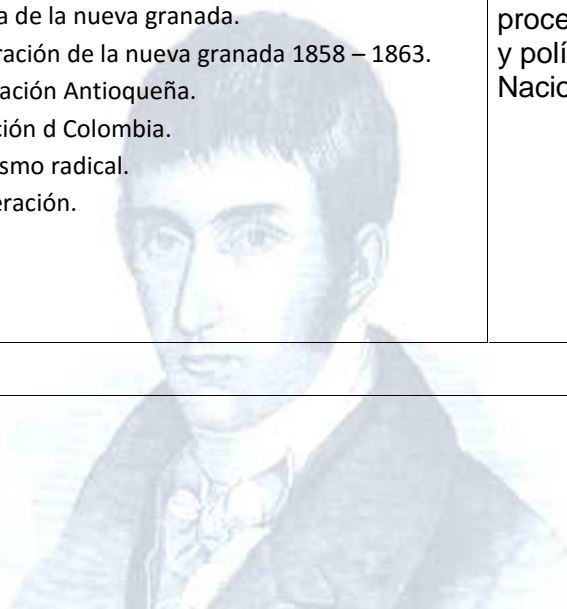 a de la nueva granada.
ración de la nueva granada 1858 – 1863.
ación Antioqueña.
ción d Colombia.
smo radical.
eración.
proce
y polí
Nacio